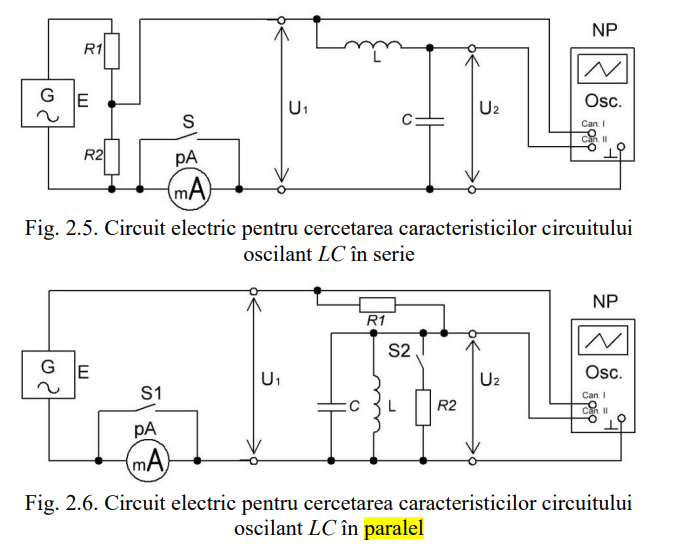 NP
R1
G
E
S
U1
L
C
U2
Osc.
Can. I
Can. II
R2
pA
mA
Fig. 2.5. Circuit electric pentru cercetarea caracteristicilor circuitului
oscilant LC în serie
NP
R1
S2
G
E
S1
U1
C
L
R2
U2
Osc.
Can. I
Can. II
pA
mA
Fig. 2.6. Circuit electric pentru cercetarea caracteristicilor circuitului
oscilant LC în paralel